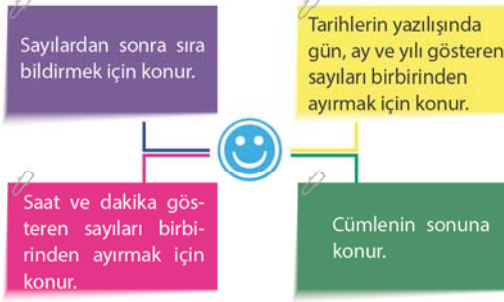 Sayılardan sonra sıra
bildirmek için konur.
Tarihlerin yazılışında
gün, ay ve yılı gösteren
sayıları birbirinden
ayırmak için konur.
Saat ve dakika gös-
teren sayıları birbi-
rinden ayırmak için
konur.
Cümlenin sonuna
konur.